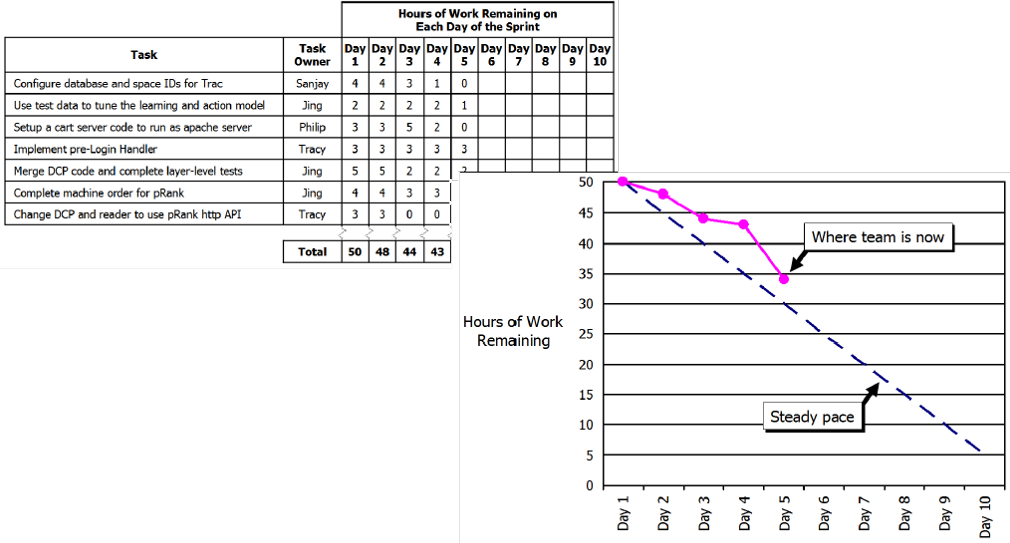 Hours of Work Remaining on
Each Day of the Sprint
Task Task Owner Day 1 Day 2 Day 3 Day 4 Day 5 Day 6 Day 7 Day 8 Day 9 Day 10
Configure database and space IDs for Trac Sanjay 4 4 3 1 0
Use test data to tune the learning and action model Jing 2 2 2 2 1
Setup a cart server code to run as apache server Philip 3 3 5 2 0
Implement pre-Login Handler Tracy 3 3 3 3 3
Merge DCP code and complete layer-level tests Jing 5 5 2 2
Complete machine order for pRank Jing 4 4 3 3
Change DCP and reader to use pRank http API Tracy 3 3 0 0
Total 50 48 44 43
Hours of Work
Remaining
50
45
40
35
30
25
20
15
10
5
0
Where team is now
Steady pace
Day 1 Day 2 Day 3 Day 4 Day 5 Day 6 Day 7 Day 8 Day 9 Day 10